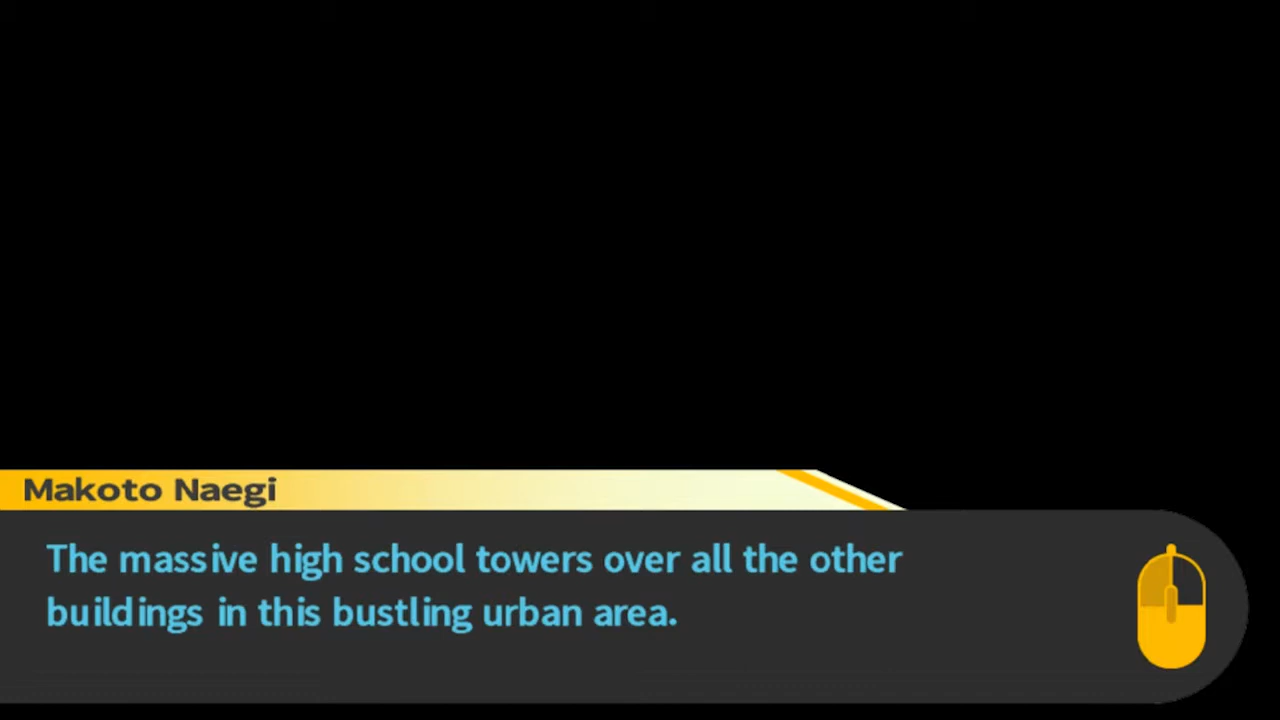 Makoto Naegi
The massive high school towers over all the other
buildings in this bustling urban area.